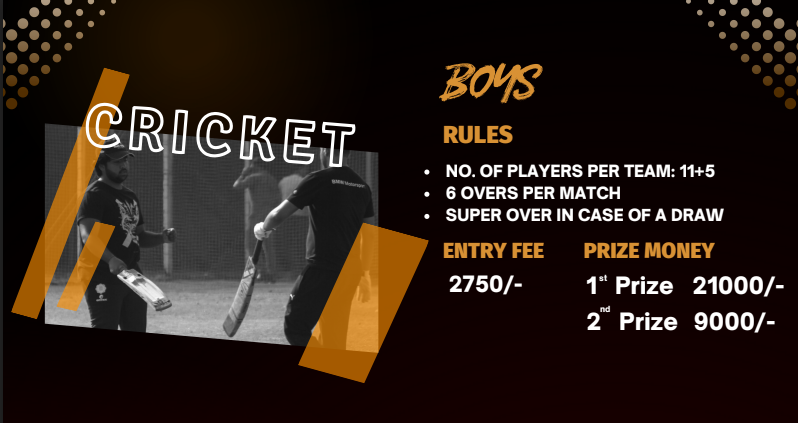 CRICKET
BOYS
RULES
• NO. OF PLAYERS PER TEAM: 11+5
• 6 OVERS PER MATCH
• SUPER OVER IN CASE OF A DRAW
ENTRY FEE PRIZE MONEY
2750/- 1st Prize 21000/-
2nd Prize 9000/-